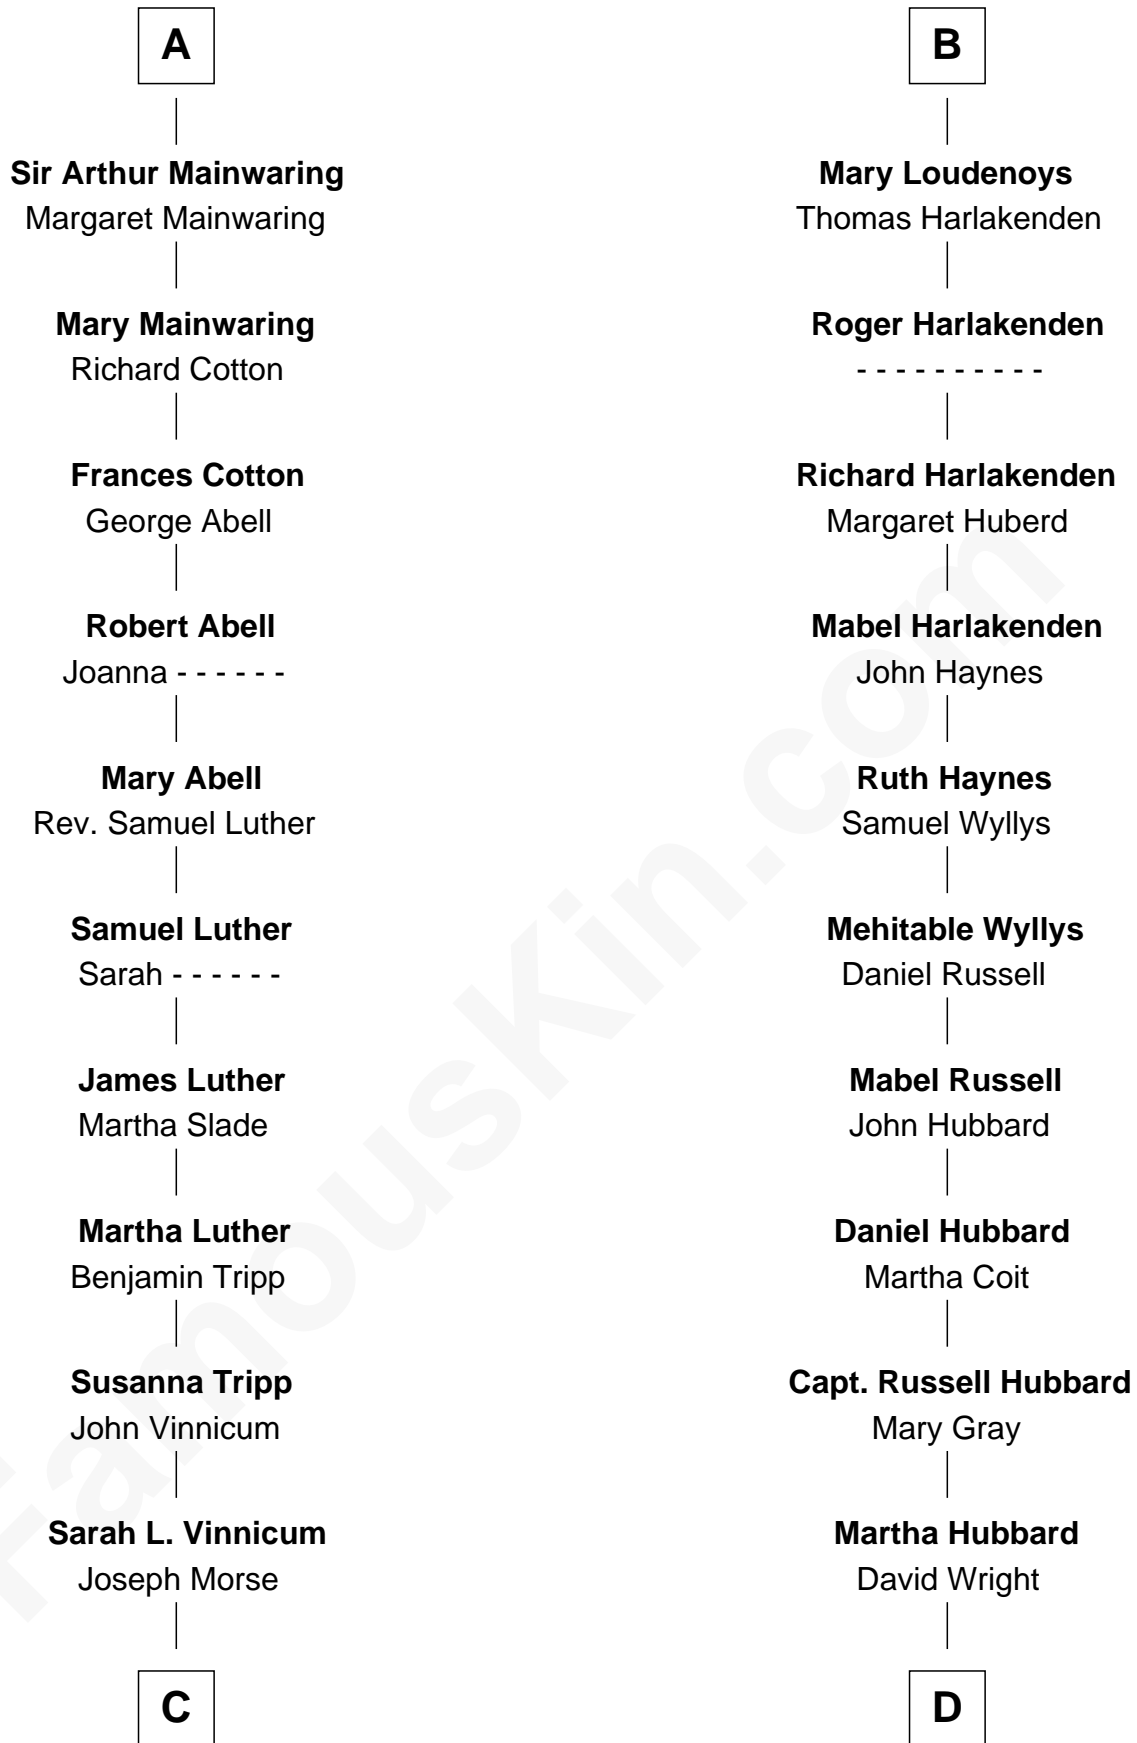 A
Sir Arthur Mainwaring
Margaret Mainwaring
Mary Mainwaring
Richard Cotton
Frances Cotton
George Abell
Robert Abell
Joanna - - - - - -
Mary Abell
Rev. Samuel Luther
Samuel Luther
Sarah - - - - - -
James Luther
Martha Slade
Martha Luther
Benjamin Tripp
Susanna Tripp
John Vinnicum
Sarah L. Vinnicum
Joseph Morse
C
B
Mary Loudenoys
Thomas Harlakenden
Roger Harlakenden
- - - - - - - - - -
Richard Harlakenden
Margaret Huberd
Mabel Harlakenden
John Haynes
Ruth Haynes
Samuel Wyllys
Mehitable Wyllys
Daniel Russell
Mabel Russell
John Hubbard
Daniel Hubbard
Martha Coit
Capt. Russell Hubbard
Mary Gray
Martha Hubbard
David Wright
D
FamousKin.com